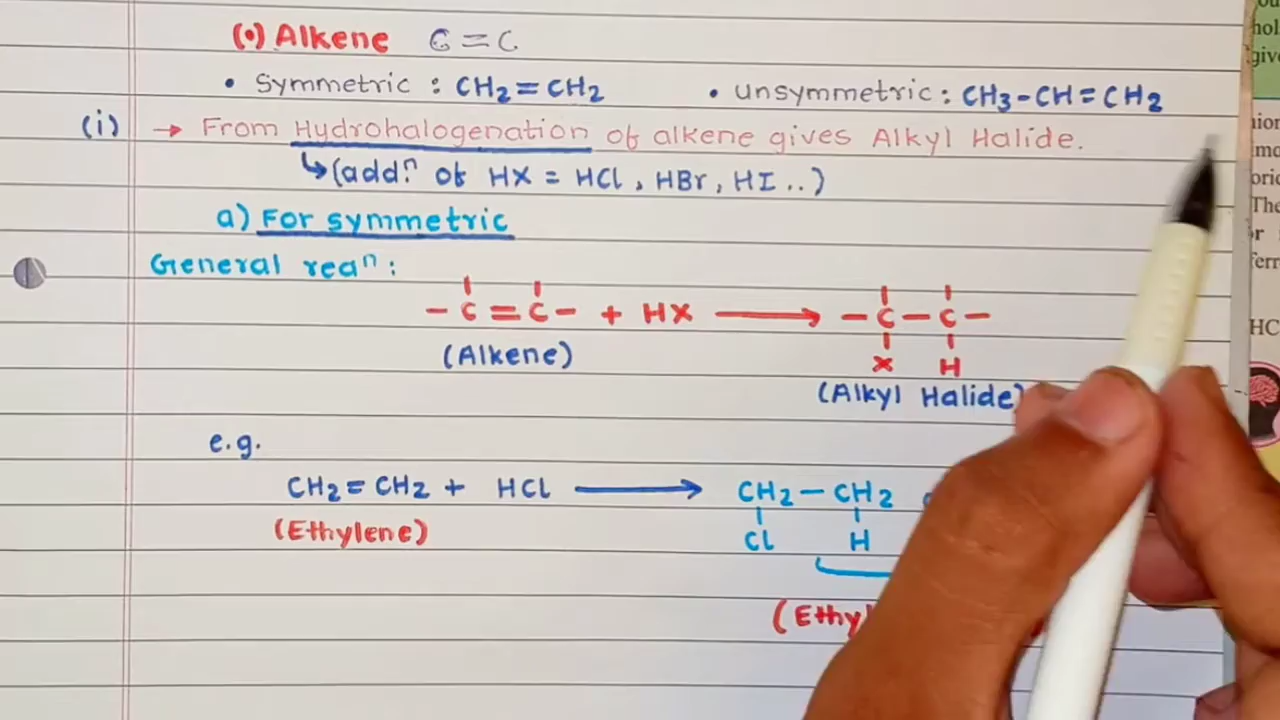 (•) Alkene C=C
• Symmetric : CH2=CH2 • Unsymmetric : CH3-CH=CH2
(i) → From Hydrohalogenation of alkene gives Alkyl Halide.
↳(addn. of HX = HCl, HBr, HI..)
a) For symmetric
General rean :
-C=C- + HX → -C-C-
X H
(Alkene)
(Alkyl Halide)
e.g.
CH2=CH2 + HCl → CH2-CH2
(Ethylene)
Cl H